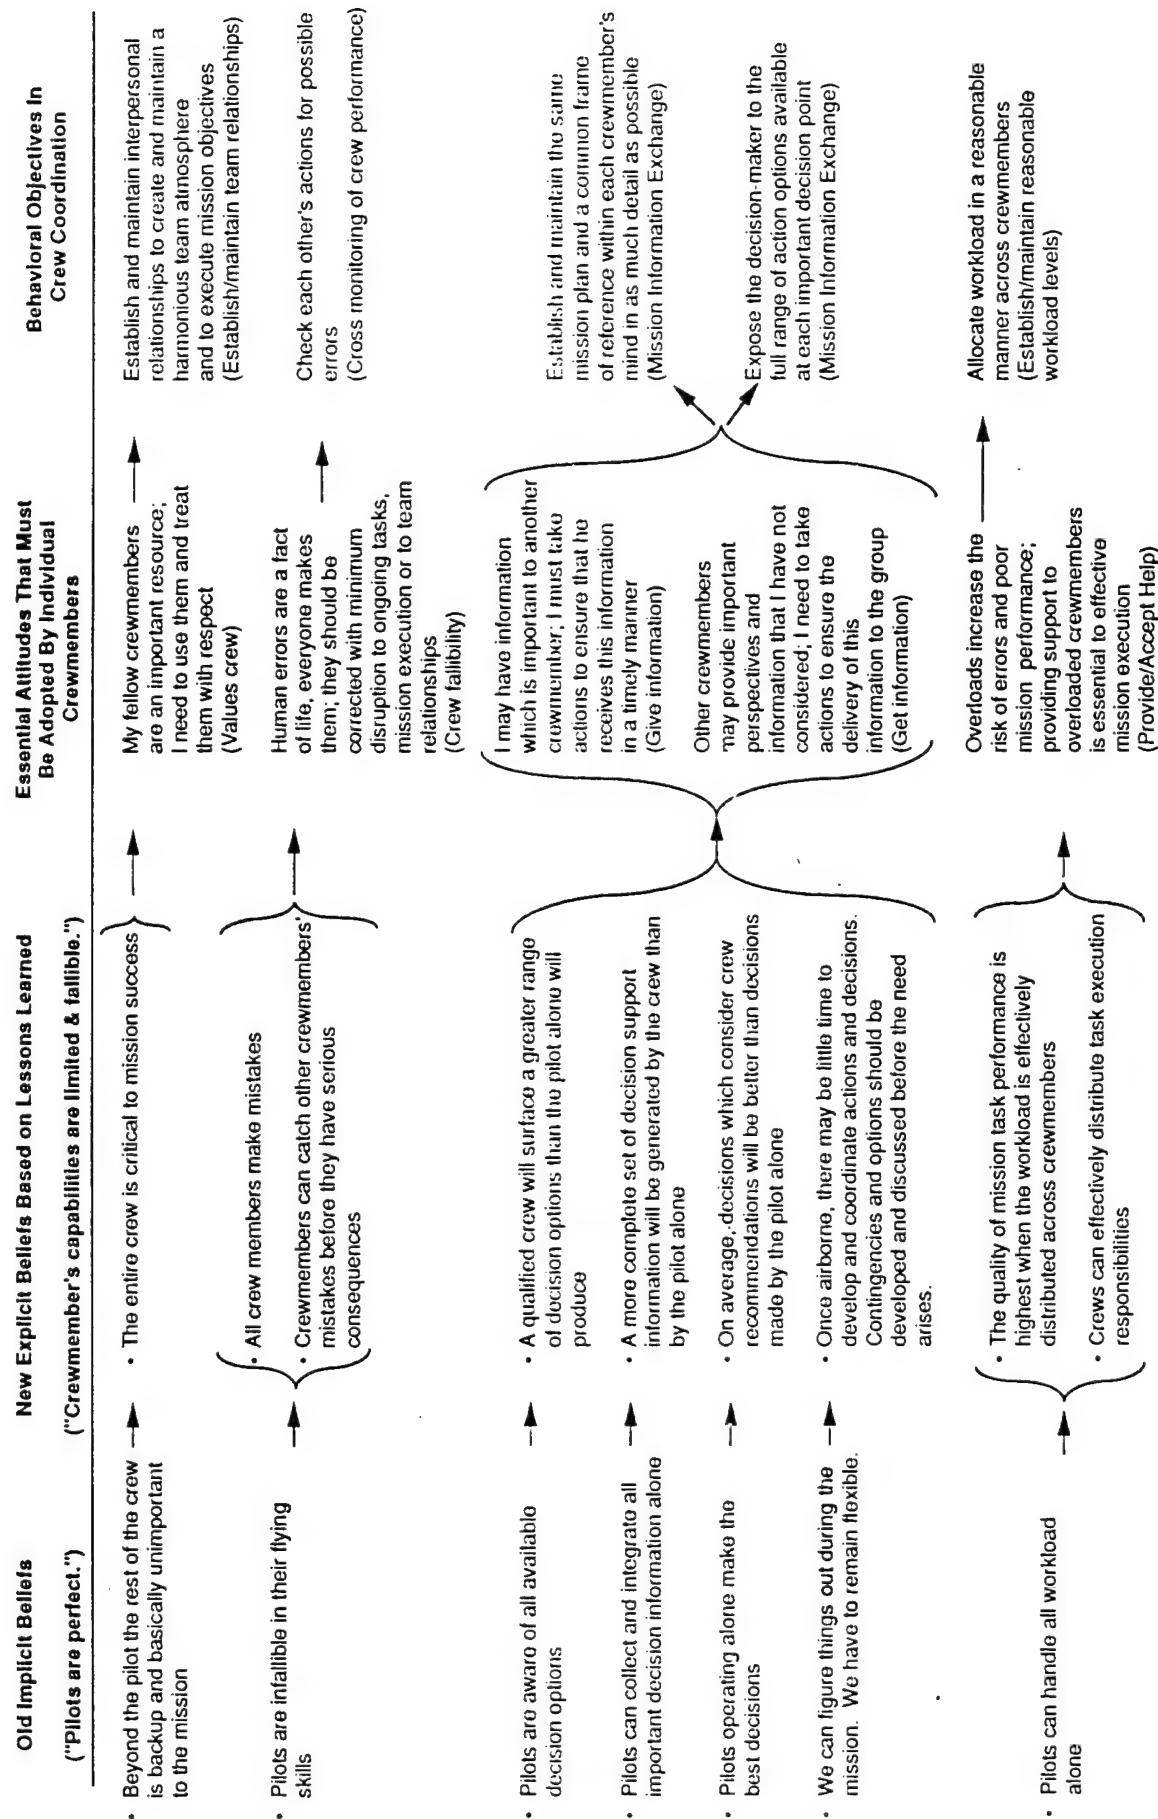 Old Implicit Beliefs
("Pilots are perfect.")
New Explicit Beliefs Based on Lessons Learned
("Crewmember's capabilities are limited & fallible.")
Essential Attitudes That Must
Be Adopted By Individual
Crewmembers
Behavioral Objectives In
Crew Coordination
• Beyond the pilot the rest of the crew
is backup and basically unimportant
to the mission
• The entire crew is critical to mission success
My fellow crewmembers
are an important resource;
I need to use them and treat
them with respect
(Values crew)
Establish and maintain interpersonal
relationships to create and maintain a
harmonious team atmosphere
and to execute mission objectives
(Establish/maintain team relationships)
• Pilots are infallible in their flying
skills
• All crew members make mistakes
• Crewmembers can catch other crewmembers'
mistakes before they have serious
consequences
Human errors are a fact
of life, everyone makes
them; they should be
corrected with minimum
disruption to ongoing tasks,
mission execution or to team
relationships
(Crew fallibility)
Check each other's actions for possible
errors
(Cross monitoring of crew performance)
• Pilots are aware of all available
decision options
• Pilots can collect and integrate all
important decision information alone
• Pilots operating alone make the
best decisions
• We can figure things out during the
mission. We have to remain flexible.
• A qualified crew will surface a greater range
of decision options than the pilot alone will
produce
• A more complete set of decision support
information will be generated by the crew than
by the pilot alone
• On average, decisions which consider crew
recommendations will be better than decisions
made by the pilot alone
• Once airborne, there may be little time to
develop and coordinate actions and decisions.
Contingencies and options should be
developed and discussed before the need
arises.
I may have information
which is important to another
crewmember; I must take
actions to ensure that he
receives this information
in a timely manner
(Give information)
Other crewmembers
may provide important
perspectives and
information that I have not
considered; I need to take
actions to ensure the
delivery of this
information to the group
(Get information)
Establish and maintain the same
mission plan and a common frame
of reference within each crewmember's
mind in as much detail as possible
(Mission Information Exchange)
Expose the decision-maker to the
full range of action options available
at each important decision point
(Mission Information Exchange)
• Pilots can handle all workload
alone
• The quality of mission task performance is
highest when the workload is effectively
distributed across crewmembers
• Crews can effectively distribute task execution
responsibilities
Overloads increase the
risk of errors and poor
mission performance;
providing support to
overloaded crewmembers
is essential to effective
mission execution
(Provide/Accept Help)
Allocate workload in a reasonable
manner across crewmembers
(Establish/maintain reasonable
workload levels)